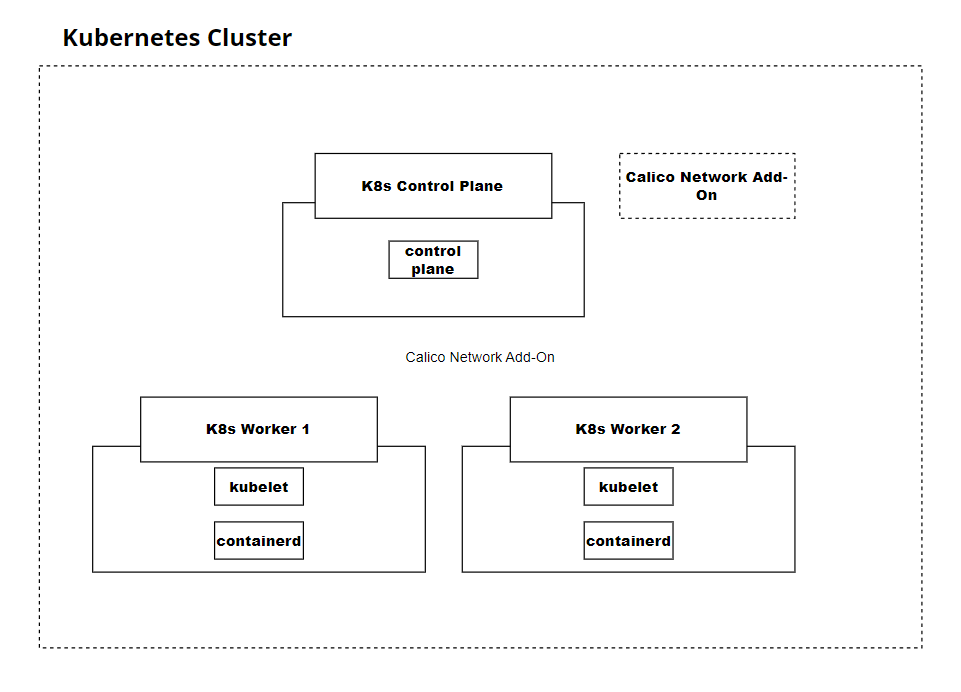 Kubernetes Cluster
K8s Control Plane
Calico Network Add-
On
control
plane
Calico Network Add-On
K8s Worker 1
K8s Worker 2
kubelet
kubelet
containerd
containerd